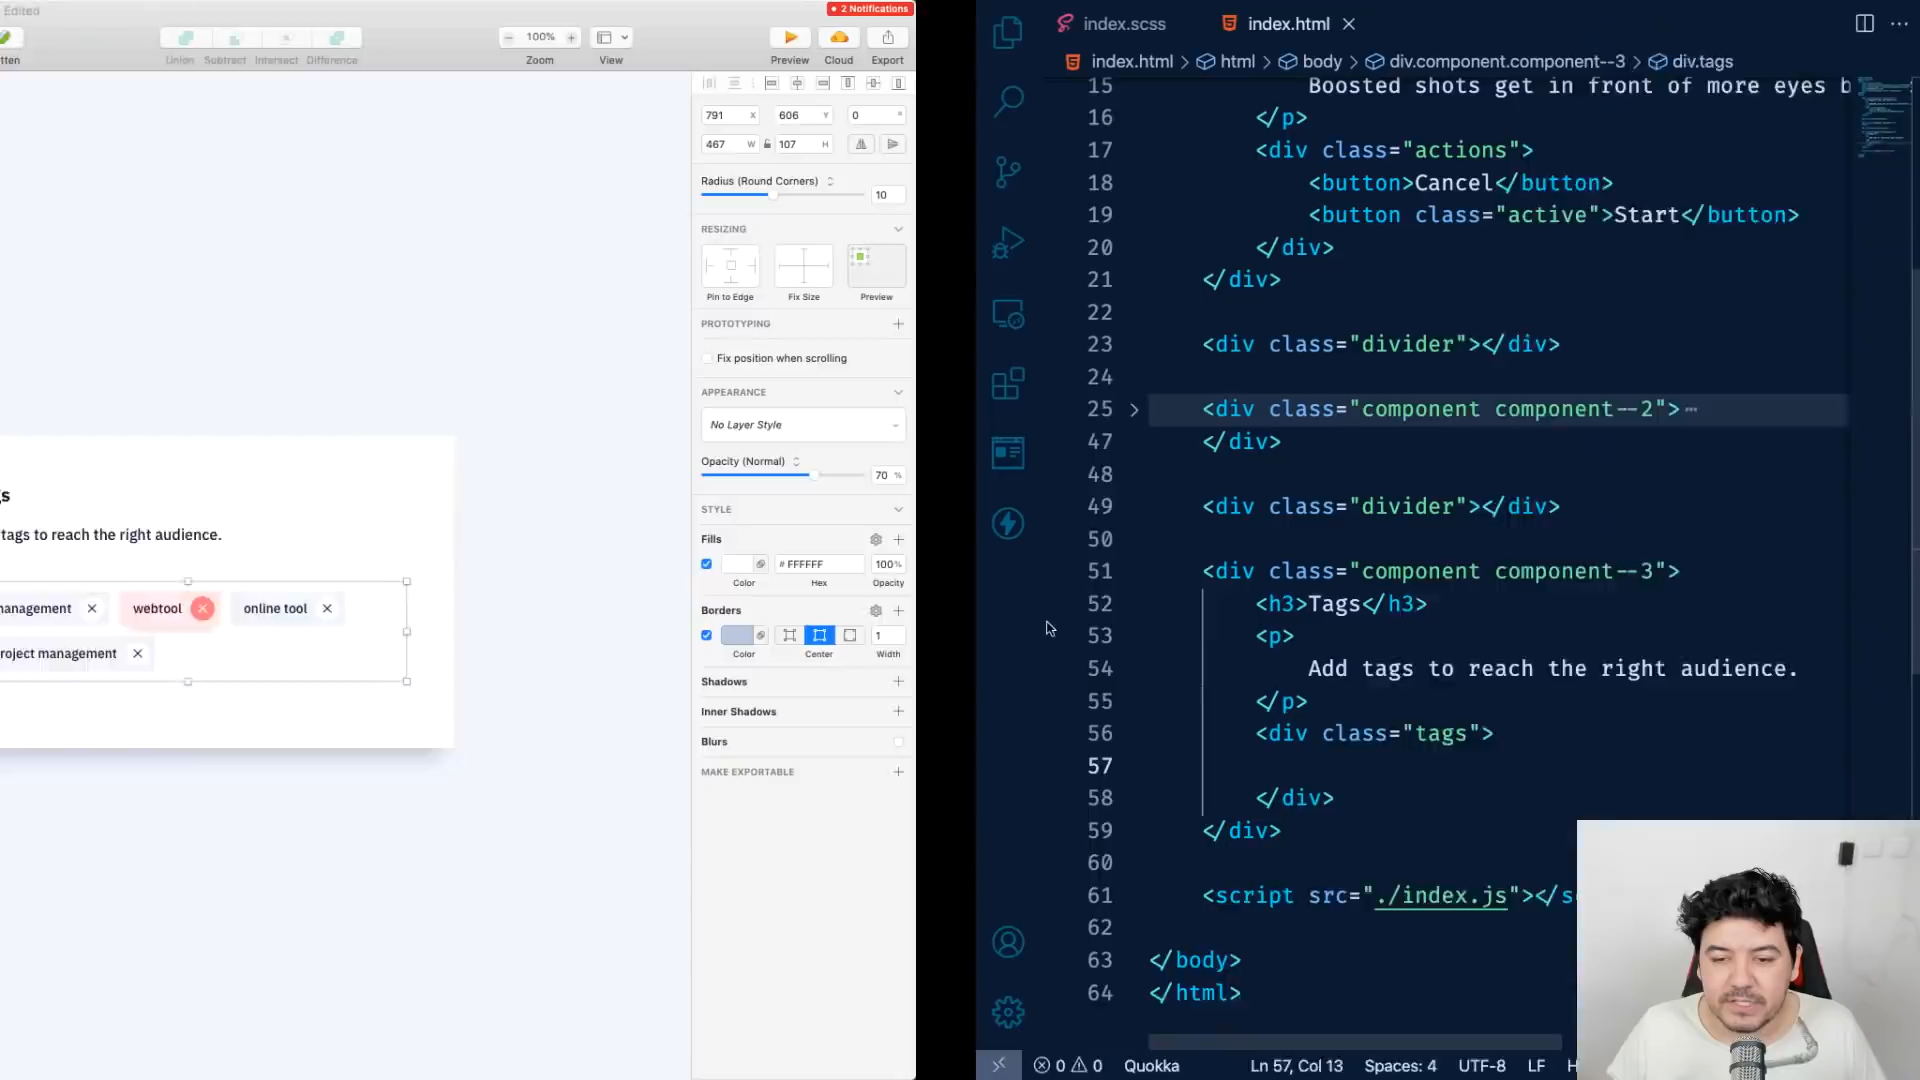 Edited
2 Notifications
tten
Union Subtract Intersect Difference
100%
Zoom
View
Preview Cloud Export
791 X 606 Y 0 °
467 W 107 H
Radius (Round Corners)
10
RESIZING
Pin to Edge Fix Size Preview
PROTOTYPING
Fix position when scrolling
APPEARANCE
No Layer Style
Opacity (Normal)
70 %
STYLE
Fills
# FFFFFF 100%
Color Hex Opacity
Borders
1
Color Center Width
Shadows
Inner Shadows
Blurs
MAKE EXPORTABLE
gs
tags to reach the right audience.
management × webtool × online tool ×
roject management ×
index.scss index.html
index.html > html > body > div.component.component--3 > div.tags
15 Boosted shots get in front of more eyes b
16 </p>
17 <div class="actions">
18 <button>Cancel</button>
19 <button class="active">Start</button>
20 </div>
21 </div>
22
23 <div class="divider"></div>
24
25 <div class="component component--2">⋯
47 </div>
48
49 <div class="divider"></div>
50
51 <div class="component component--3">
52 <h3>Tags</h3>
53 <p>
54 Add tags to reach the right audience.
55 </p>
56 <div class="tags">
57
58 </div>
59 </div>
60
61 <script src="./index.js"></s
62
63 </body>
64 </html>
0 0 Quokka Ln 57, Col 13 Spaces: 4 UTF-8 LF H